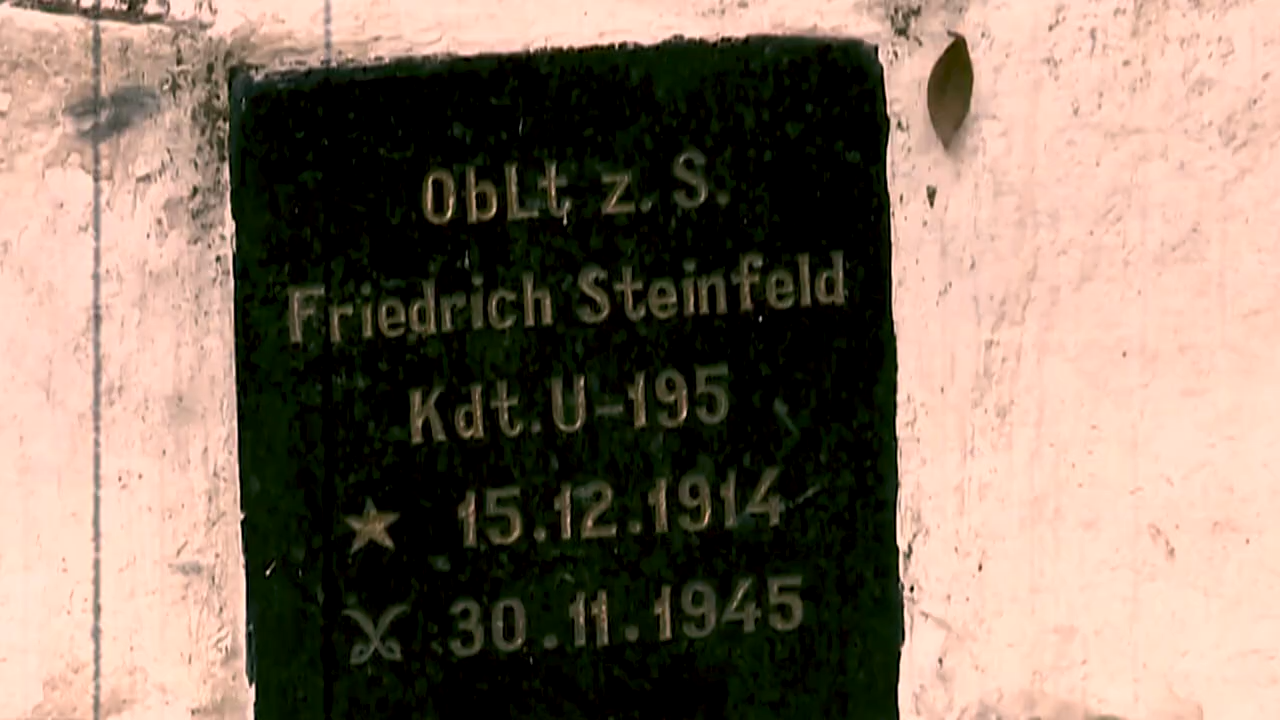 ObLt z. S.
Friedrich Steinfeld
Kdt. U-195
15.12.1914
30.11.1945